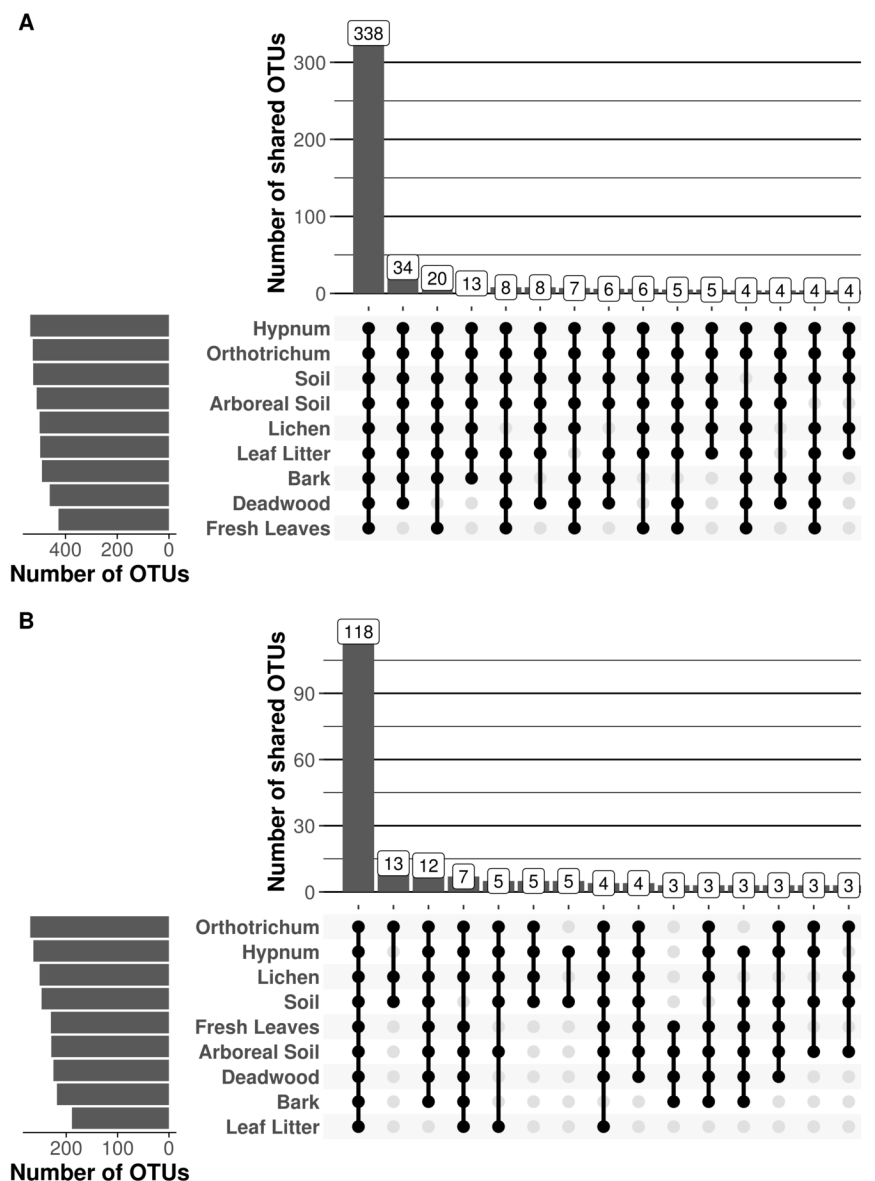 A
Number of shared OTUs
300
200
100
0
338
34
20
13
8
8
7
6
6
5
5
4
4
4
4
Hypnum
Orthotrichum
Soil
Arboreal Soil
Lichen
Leaf Litter
Bark
Deadwood
Fresh Leaves
400 200 0
Number of OTUs
B
Number of shared OTUs
90
60
30
0
118
13
12
7
5
5
5
4
4
3
3
3
3
3
3
Orthotrichum
Hypnum
Lichen
Soil
Fresh Leaves
Arboreal Soil
Deadwood
Bark
Leaf Litter
200 100 0
Number of OTUs